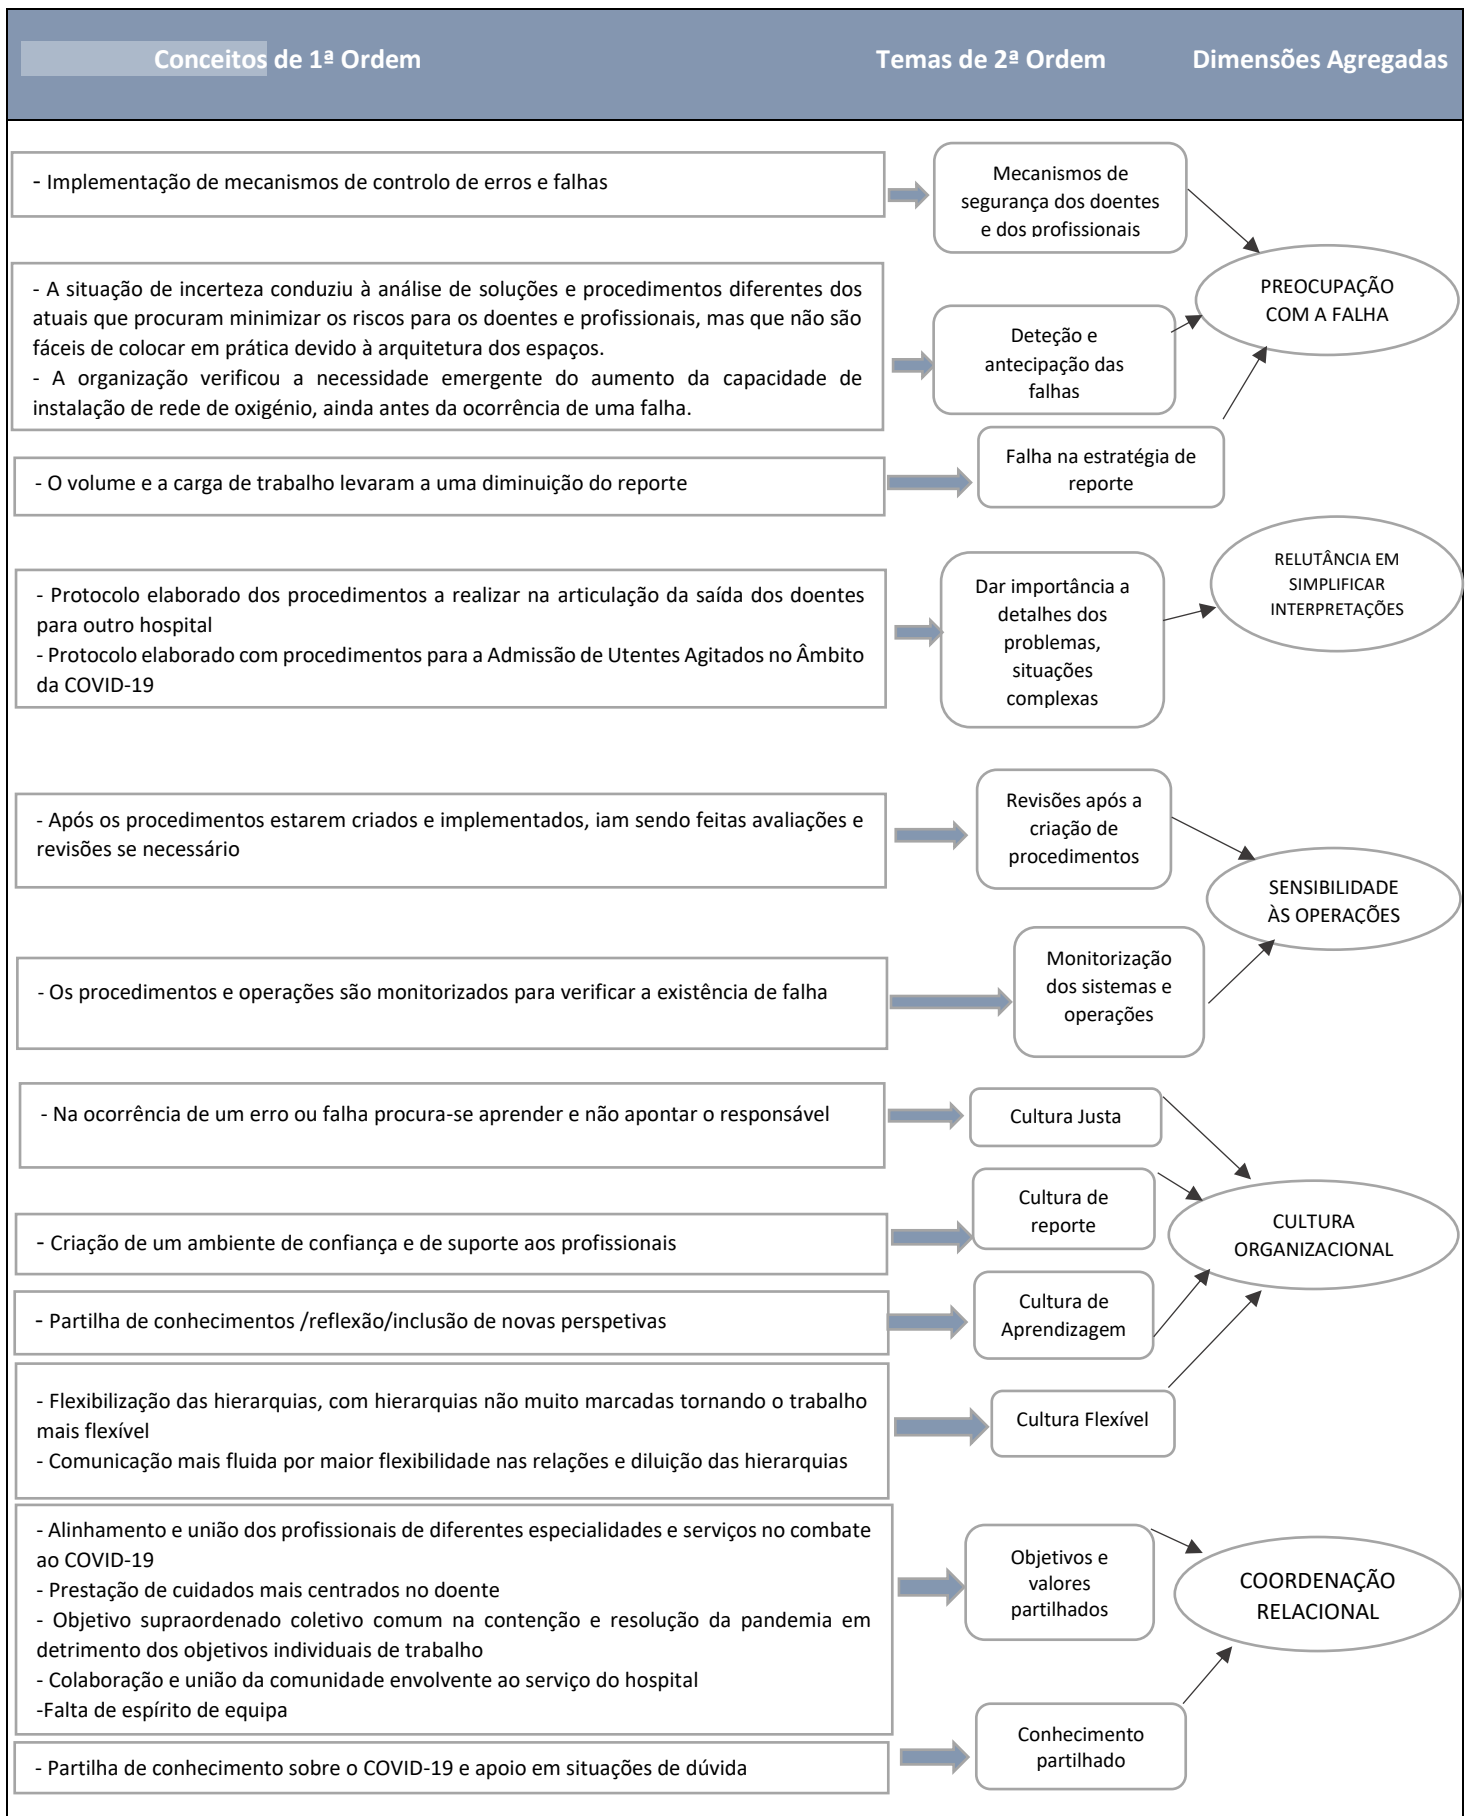 Conceitos de 1ª Ordem
Temas de 2ª Ordem
Dimensões Agregadas
- Implementação de mecanismos de controlo de erros e falhas
Mecanismos de
segurança dos doentes
e dos profissionais
PREOCUPAÇÃO
COM A FALHA
- A situação de incerteza conduziu à análise de soluções e procedimentos diferentes dos
atuais que procuram minimizar os riscos para os doentes e profissionais, mas que não são
fáceis de colocar em prática devido à arquitetura dos espaços.
- A organização verificou a necessidade emergente do aumento da capacidade de
instalação de rede de oxigénio, ainda antes da ocorrência de uma falha.
Deteção e
antecipação das
falhas
- O volume e a carga de trabalho levaram a uma diminuição do reporte
Falha na estratégia de
reporte
- Protocolo elaborado dos procedimentos a realizar na articulação da saída dos doentes
para outro hospital
- Protocolo elaborado com procedimentos para a Admissão de Utentes Agitados no Âmbito
da COVID-19
Dar importância a
detalhes dos
problemas,
situações
complexas
RELUTÂNCIA EM
SIMPLIFICAR
INTERPRETAÇÕES
- Após os procedimentos estarem criados e implementados, iam sendo feitas avaliações e
revisões se necessário
Revisões após a
criação de
procedimentos
SENSIBILIDADE
ÀS OPERAÇÕES
- Os procedimentos e operações são monitorizados para verificar a existência de falha
Monitorização
dos sistemas e
operações
- Na ocorrência de um erro ou falha procura-se aprender e não apontar o responsável
Cultura Justa
- Criação de um ambiente de confiança e de suporte aos profissionais
Cultura de
reporte
CULTURA
ORGANIZACIONAL
- Partilha de conhecimentos /reflexão/inclusão de novas perspetivas
Cultura de
Aprendizagem
- Flexibilização das hierarquias, com hierarquias não muito marcadas tornando o trabalho
mais flexível
- Comunicação mais fluida por maior flexibilidade nas relações e diluição das hierarquias
Cultura Flexível
- Alinhamento e união dos profissionais de diferentes especialidades e serviços no combate
ao COVID-19
- Prestação de cuidados mais centrados no doente
- Objetivo supraordenado coletivo comum na contenção e resolução da pandemia em
detrimento dos objetivos individuais de trabalho
- Colaboração e união da comunidade envolvente ao serviço do hospital
-Falta de espírito de equipa
Objetivos e
valores
partilhados
COORDENAÇÃO
RELACIONAL
- Partilha de conhecimento sobre o COVID-19 e apoio em situações de dúvida
Conhecimento
partilhado